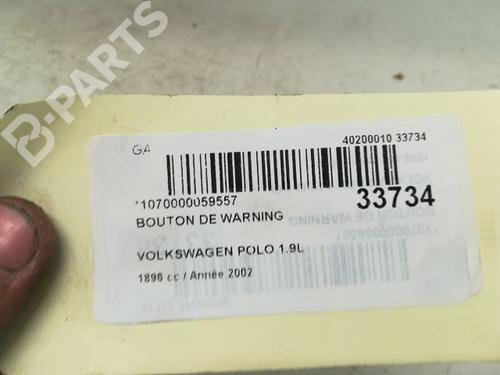 B-PARTS
GA
40200010 33734
*1070000059557
33734
BOUTON DE WARNING
VOLKSWAGEN POLO 1.9L
1896 cc / Année 2002